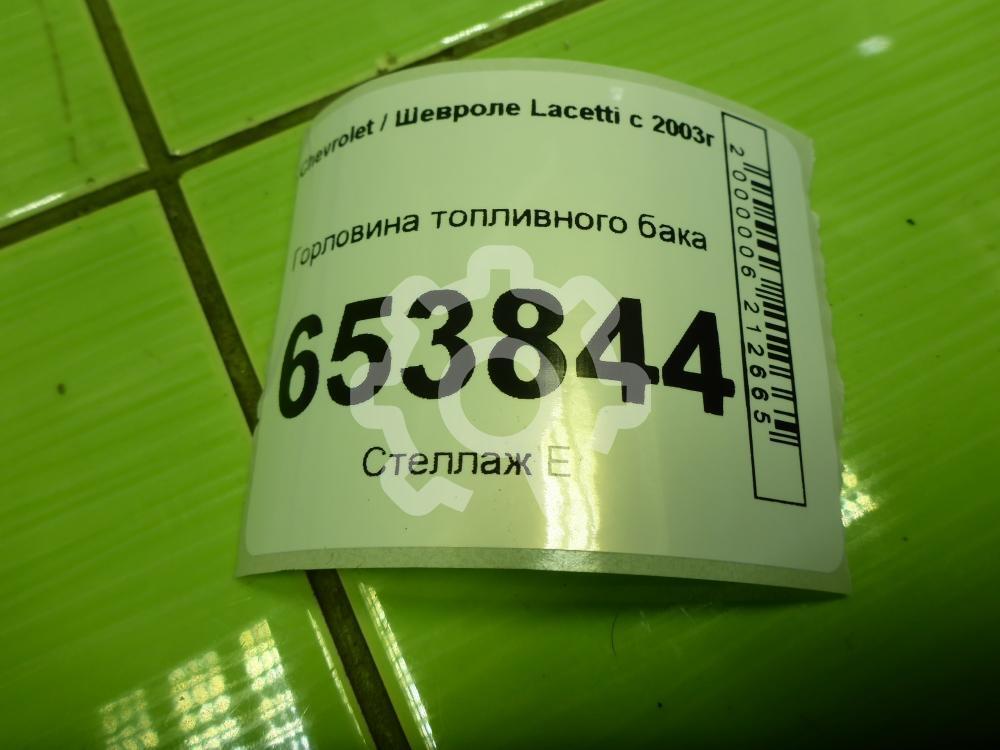 Chevrolet / Шевроле Lacetti с 2003г
Горловина топливного бака
653844
Стеллаж E
2000006212665